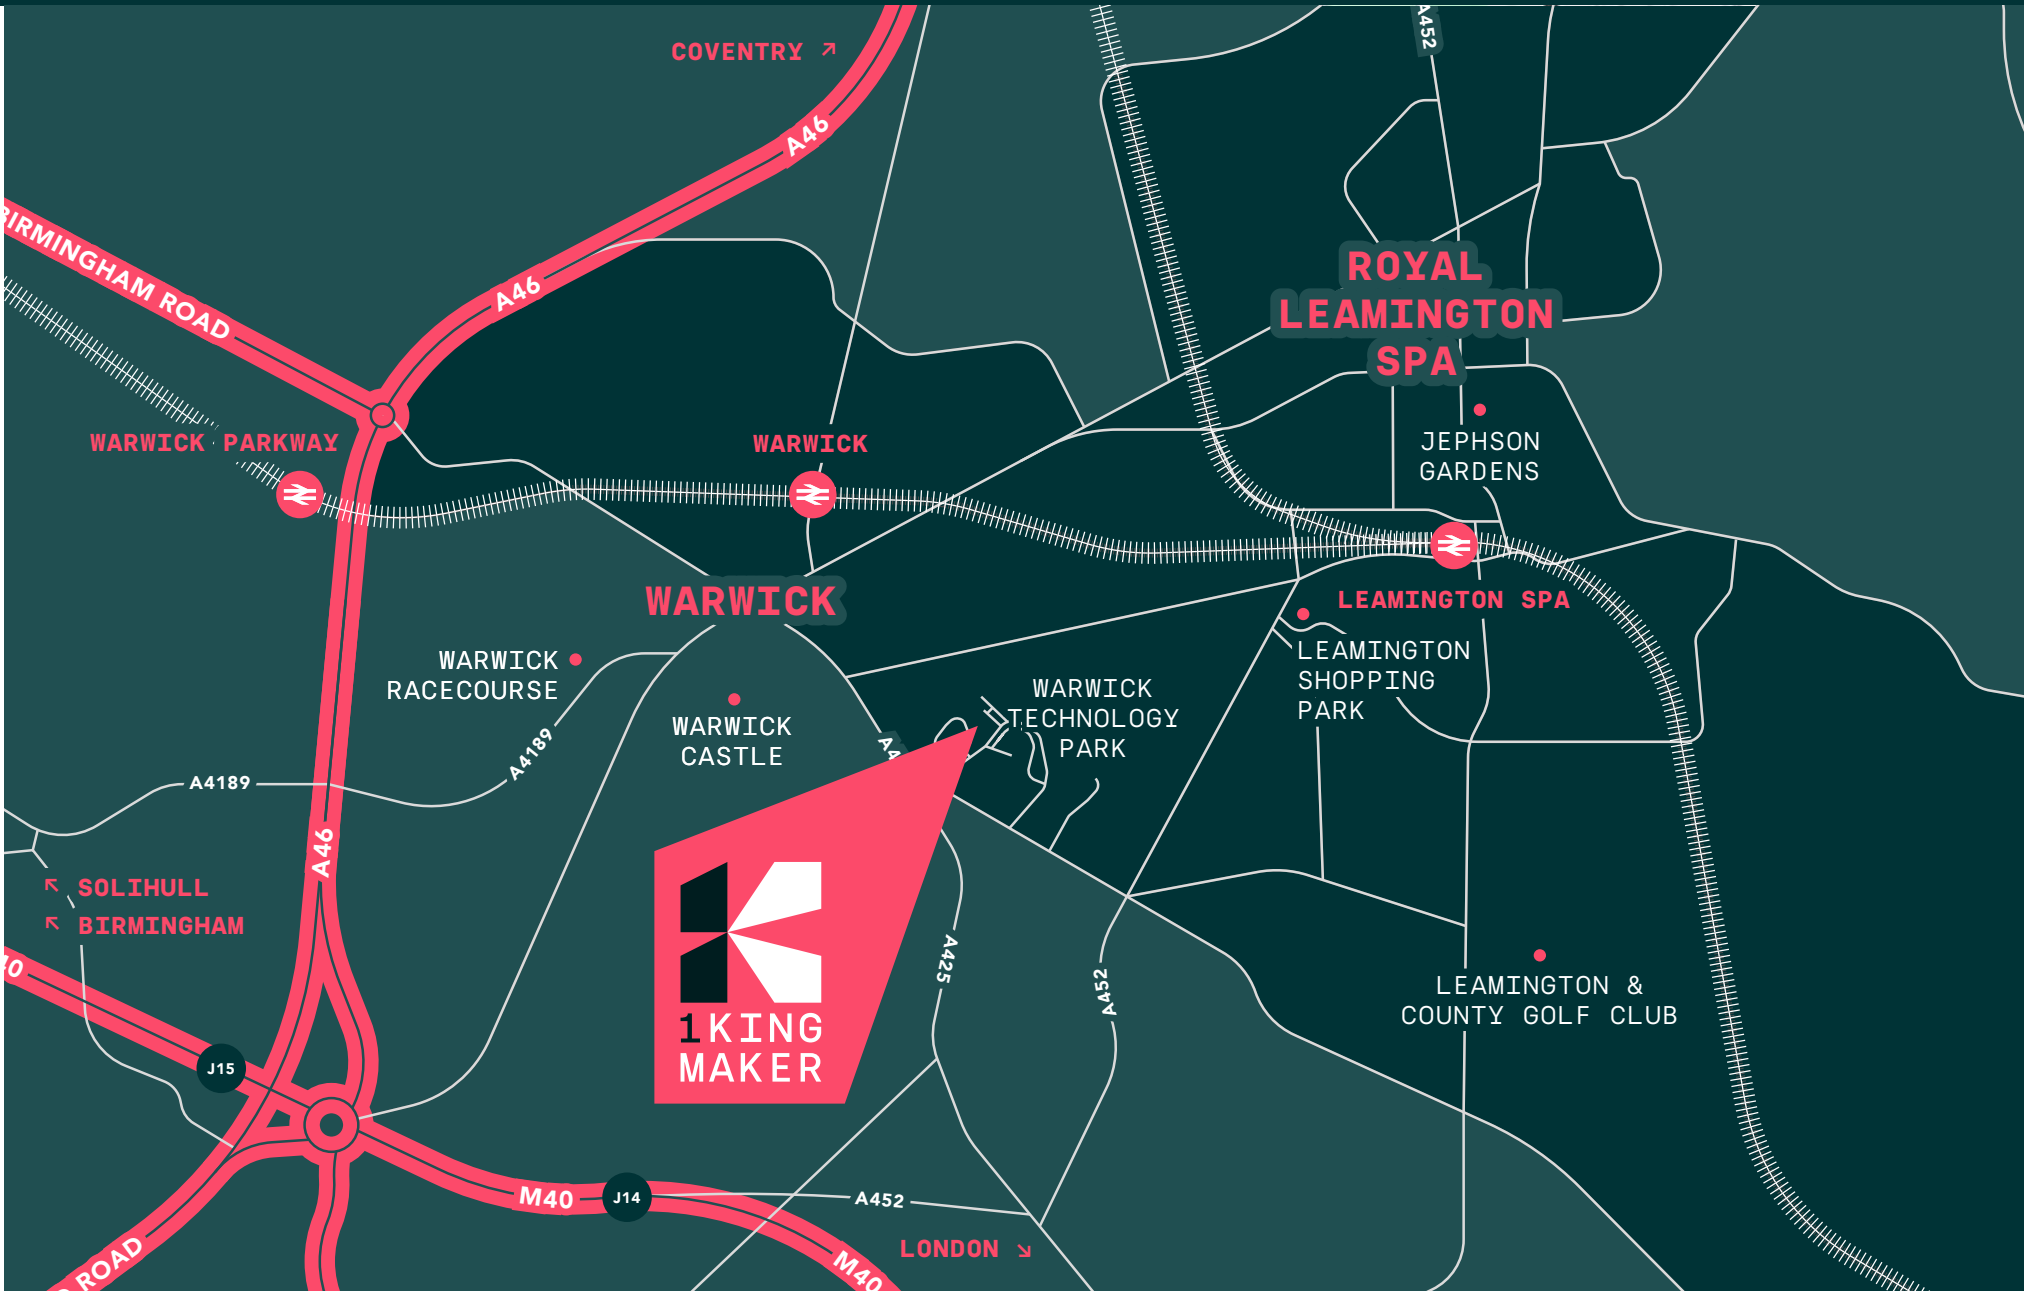 COVENTRY
A452
A46
BIRMINGHAM ROAD
A46
ROYAL
LEAMINGTON
SPA
WARWICK PARKWAY
WARWICK
JEPHSON
GARDENS
WARWICK
LEAMINGTON SPA
WARWICK
RACECOURSE
LEAMINGTON
SHOPPING
PARK
WARWICK
TECHNOLOGY
PARK
WARWICK
CASTLE
A4189
A4189
A46
SOLIHULL
BIRMINGHAM
A425
A452
LEAMINGTON &
COUNTY GOLF CLUB
1KING
MAKER
J15
M40
J14
A452
LONDON
M40
ROAD